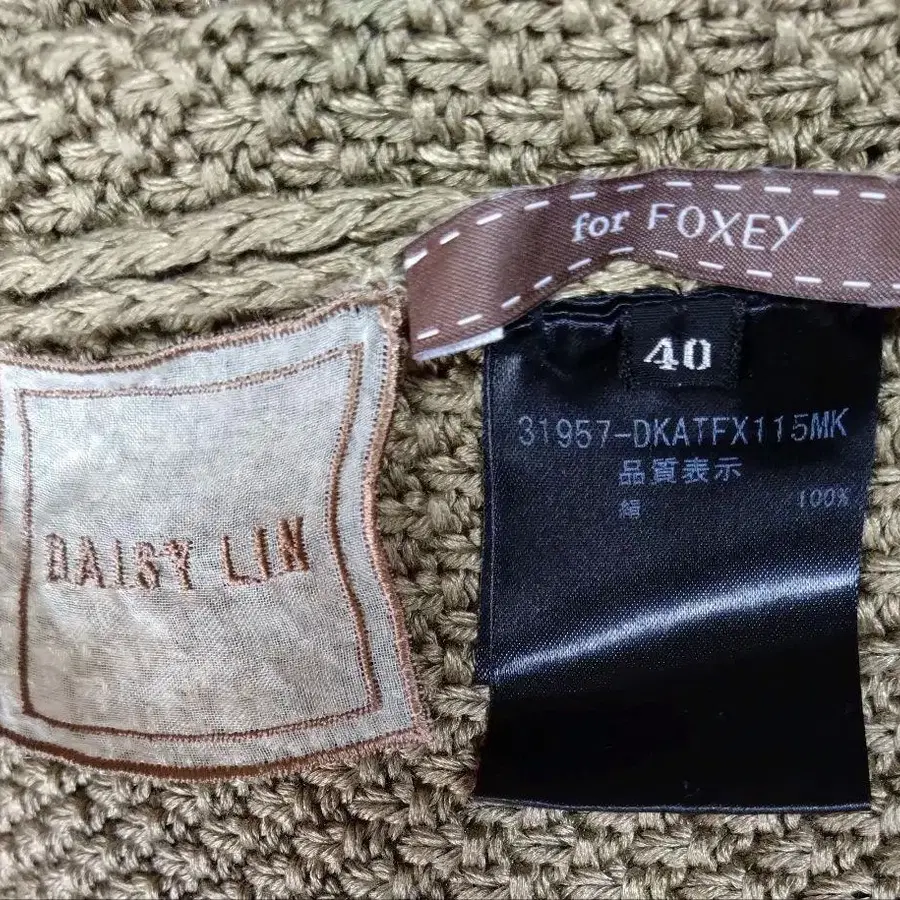 for FOXEY
40
31957-DKATFX115MK
品質表示
絹 100%
DAISY LIN